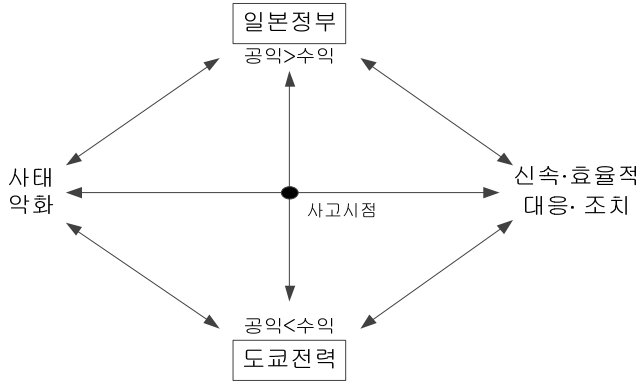 일본정부
공익>수익
사태
악화
신속·효율적
대응· 조치
사고시점
공익<수익
도쿄전력